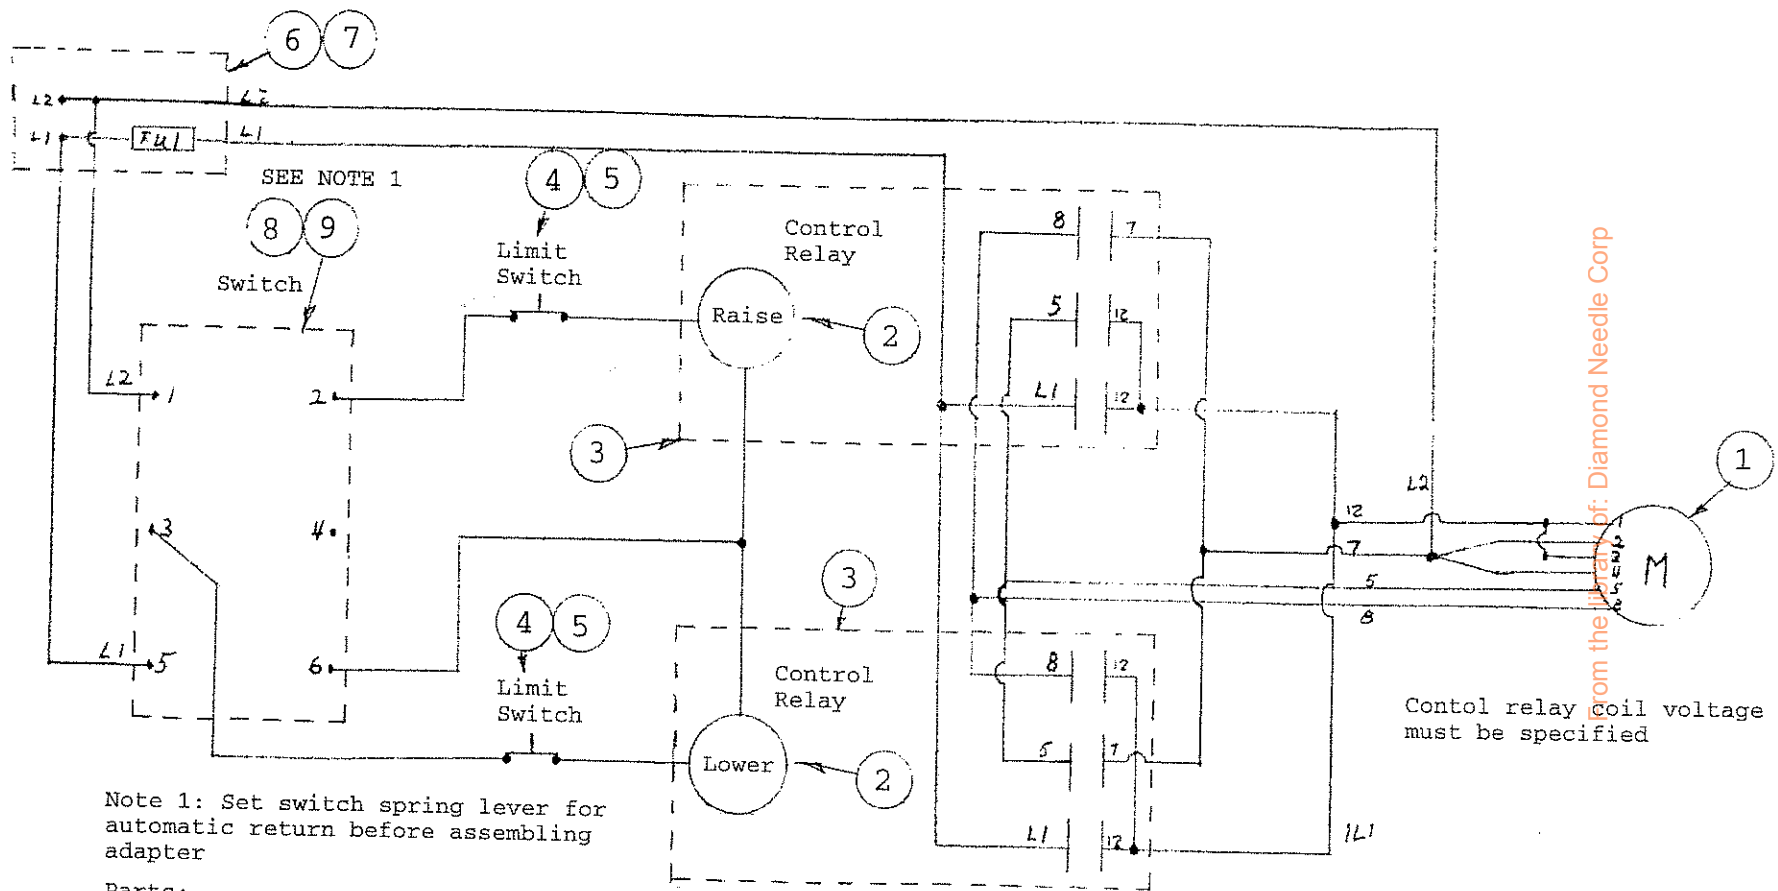 6 7
L2 L2
L1 FU1 L1
SEE NOTE 1
4 5
8 9
Control
Relay
8 7
Limit
Switch
Switch
5 12
Raise
2
L2 1
2
L1 12
3
1
L2
12 1
3
4
7
M
5
8
3
4 5
L1 5
6
Control
Relay
8 12
Limit
Switch
Contol relay coil voltage
must be specified
5 7
Lower
2
Note 1: Set switch spring lever for
automatic return before assembling
adapter
L1 12
1L1
Parts:
From the library of: Diamond Needle Corp